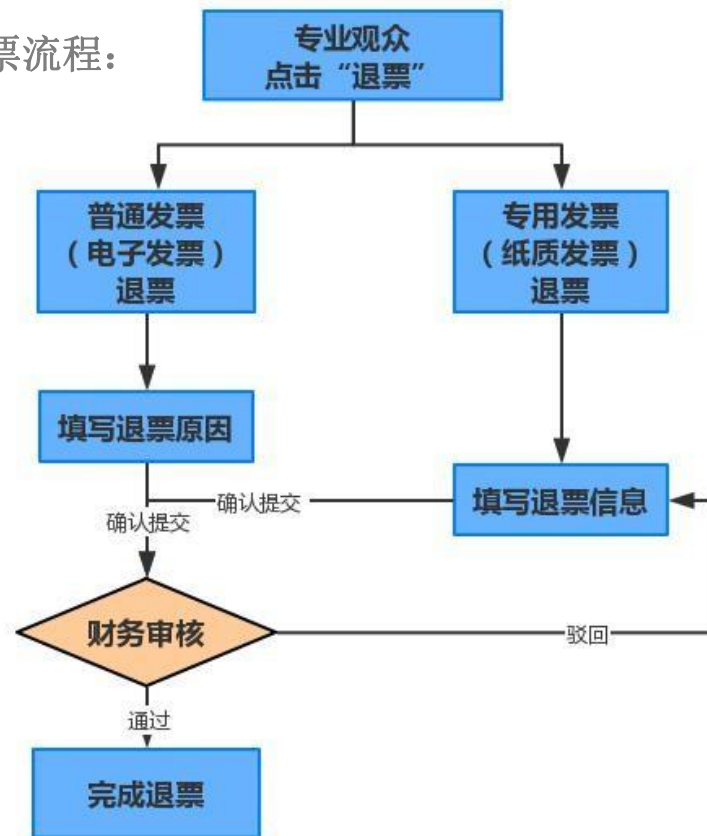 票流程：
专业观众
点击“退票”
普通发票
（电子发票）
退票
专用发票
（纸质发票）
退票
填写退票原因
填写退票信息
确认提交
确认提交
财务审核
驳回
通过
完成退票